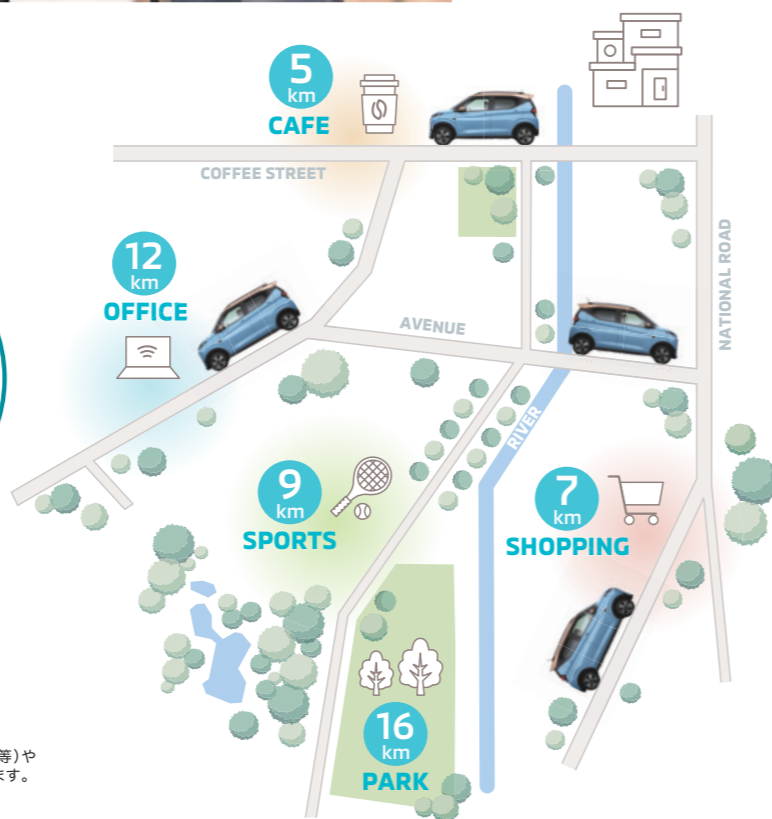 5
km
CAFE
COFFEE STREET
12
km
OFFICE
AVENUE
NATIONAL ROAD
RIVER
9
km
SPORTS
7
km
SHOPPING
16
km
PARK
等)や
ます。